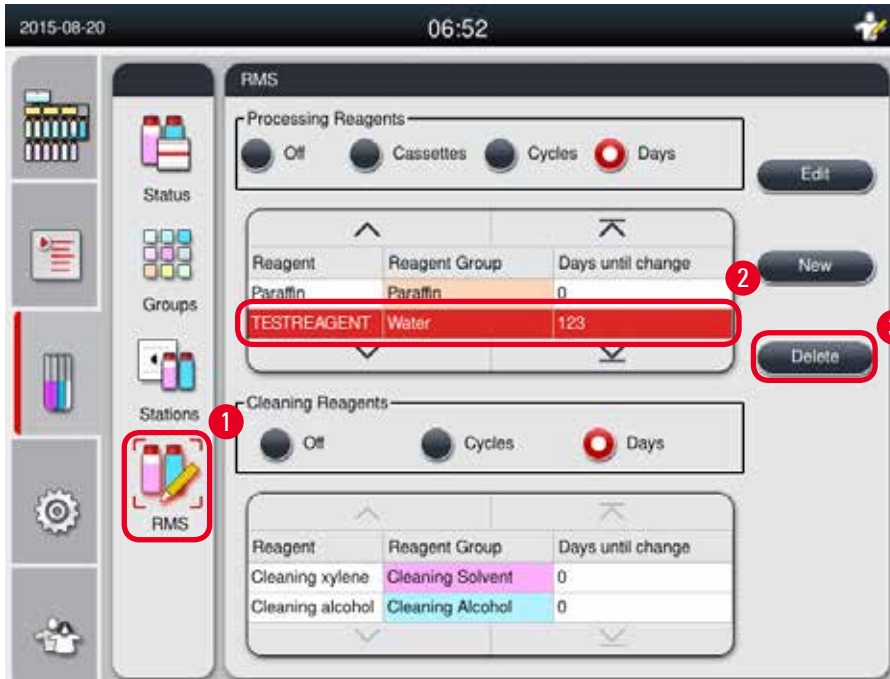 2015-08-20 06:52
RMS
Processing Reagents
Off Cassettes Cycles Days
Edit
Status
Reagent Reagent Group Days until change
2 New
Paraffin Paraffin 0
Groups
TESTREAGENT Water 123
Delete
Stations
1 Cleaning Reagents
Off Cycles Days
RMS
Reagent Reagent Group Days until change
Cleaning xylene Cleaning Solvent 0
Cleaning alcohol Cleaning Alcohol 0